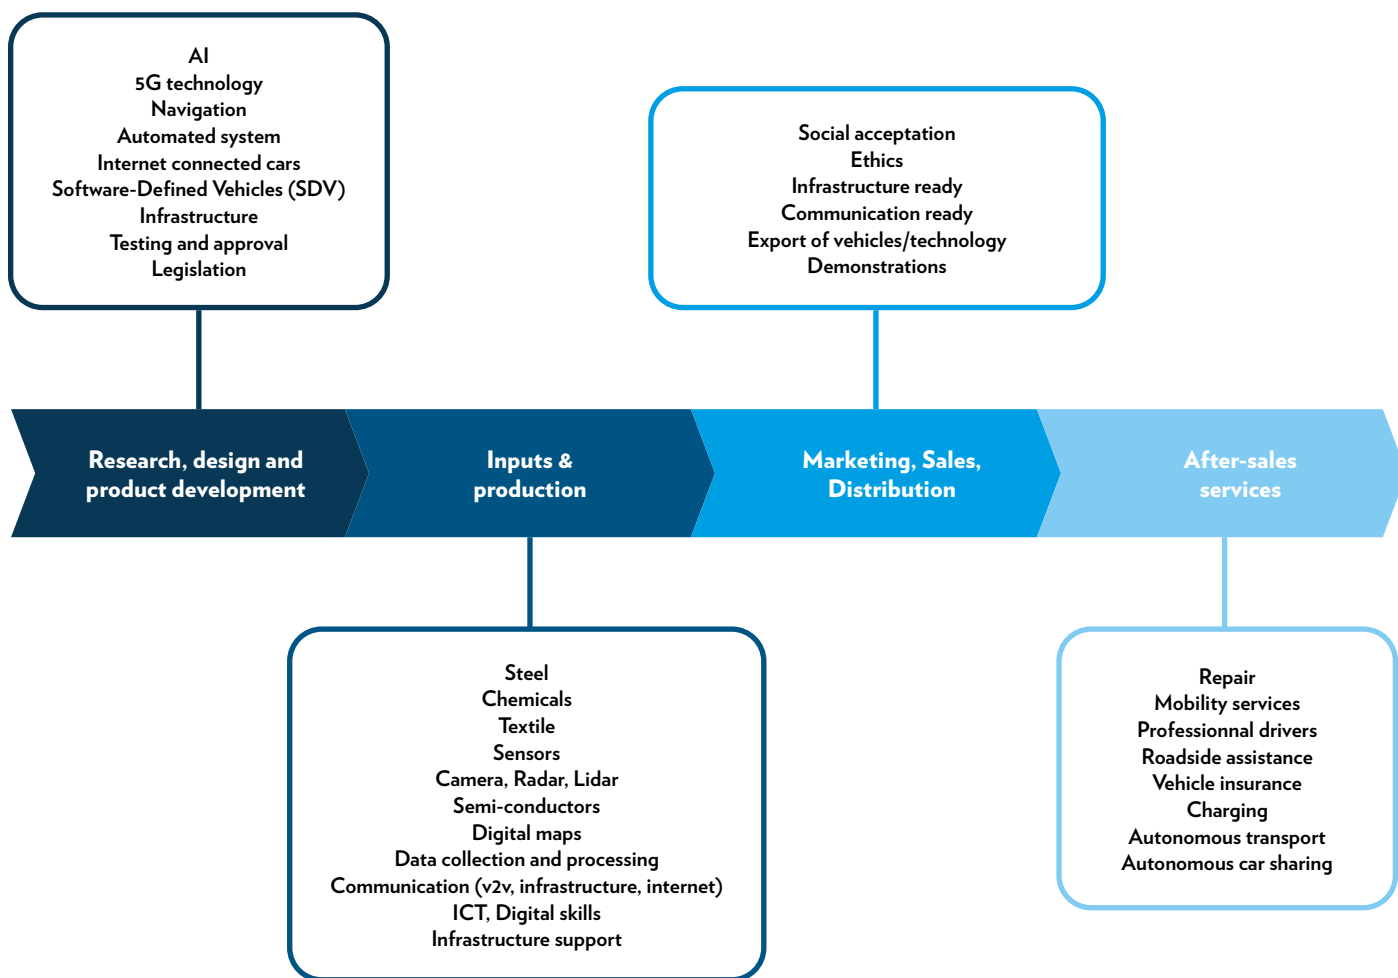 AI
5G technology
Navigation
Automated system
Internet connected cars
Software-Defined Vehicles (SDV)
Infrastructure
Testing and approval
Legislation
Social acceptation
Ethics
Infrastructure ready
Communication ready
Export of vehicles/technology
Demonstrations
Research, design and
product development
Inputs &
production
Marketing, Sales,
Distribution
After-sales
services
Steel
Chemicals
Textile
Sensors
Camera, Radar, Lidar
Semi-conductors
Digital maps
Data collection and processing
Communication (v2v, infrastructure, internet)
ICT, Digital skills
Infrastructure support
Repair
Mobility services
Professionnal drivers
Roadside assistance
Vehicle insurance
Charging
Autonomous transport
Autonomous car sharing